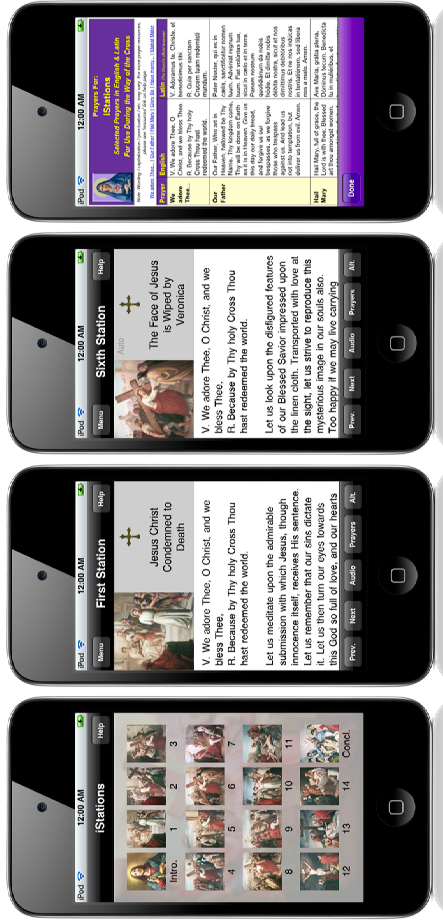 iPod
12:00 AM
iStations
Help
Intro.
1
2
3
4
5
6
7
8
9
10
11
12
13
14
Concl.
iPod
12:00 AM
Menu
First Station
Help
Jesus Christ
Condemned to
Death
V. We adore Thee, O Christ, and we
bless Thee,
R. Because by Thy holy Cross Thou
hast redeemed the world.
Let us meditate upon the admirable
submission with which Jesus, though
innocence itself, receives His sentence.
Let us remember that our sins dictate
it. Let us then turn our eyes towards
this God so full of love, and our hearts
Prev.
Next
Audio
Prayers
Alt.
iPod
12:00 AM
Menu
Sixth Station
Help
Auto
The Face of Jesus
is Wiped by
Veronica
V. We adore Thee, O Christ, and we
bless Thee,
R. Because by Thy holy Cross Thou
hast redeemed the world.
Let us look upon the disfigured features
of our Blessed Savior impressed upon
the linen cloth. Transported with love at
the sight, let us strive to reproduce this
mysterious image in our souls also.
Too happy if we may live carrying
Prev.
Next
Audio
Prayers
Alt.
iPod
12:00 AM
Prayers For:
iStations
Selected Prayers in English & Latin
For Use During the Way of the Cross
Prayer
English
Latin
We
adore
Thee...
V. We adore Thee, O
Christ, and we bless Thee
R. Because by Thy holy
Cross Thou hast
redeemed the world.
V. Adoramus te, Christe, et
benedicimus tibi.
R. Quia per sanctam
Crucem tuam redemisti
mundum.
Our
Father
Our Father, Who art in
Heaven, hallowed be Thy
Name. Thy kingdom come,
Thy will be done on Earth
as it is in Heaven. Give us
this day our daily bread,
and forgive us our
trespasses, as we forgive
those who trespass
against us. And lead us
not into temptation, but
deliver us from evil. Amen.
Pater Noster, qui es in
caelis, sanctificetur nomen
tuum. Adveniat regnum
tuum. Fiat voluntas tua,
sicut in caelo et in terra.
Panem nostrum
quotidianum da nobis
hodie. Et dimitte nobis
debita nostra, sicut et nos
dimittimus debitoribus
nostris. Et ne nos inducas
in tentationem, sed libera
nos a malo. Amen.
Hail
Mary
Hail Mary, full of grace, the
Lord is with thee. Blessed
art thou amongst women,
Ave Maria, gratia plena,
Dominus tecum. Benedicta
tu in mulieribus, et
Done